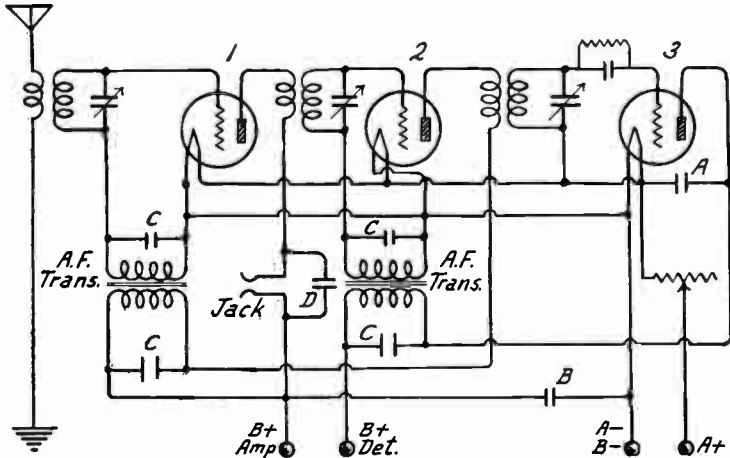 1
2
3
A
C
C
A.F.
Trans.
Jack
D
A.F.
Trans.
C
C
B
B+
Amp
B+
Det.
A-
B-
A+